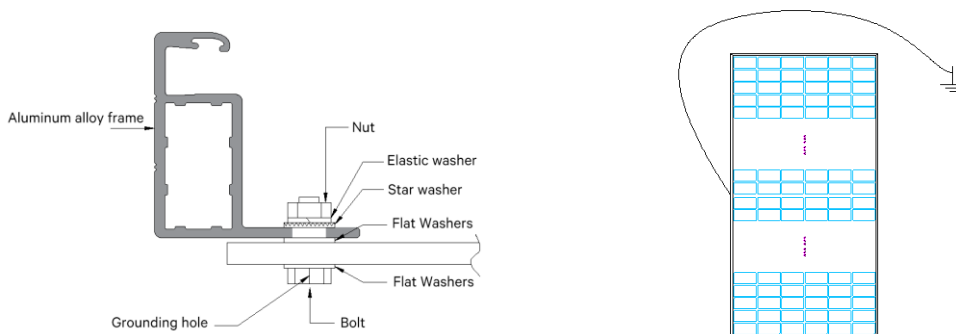 Aluminum alloy frame
Nut
Elastic washer
Star washer
Flat Washers
Flat Washers
Grounding hole
Bolt